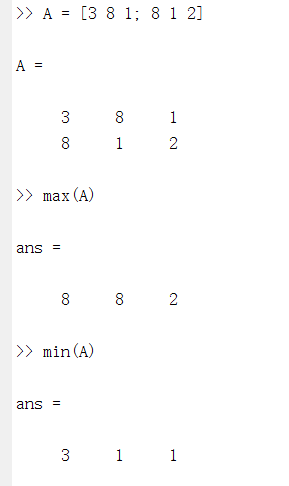 >> A = [3 8 1; 8 1 2]
A =
3 8 1
8 1 2
>> max(A)
ans =
8 8 2
>> min(A)
ans =
3 1 1